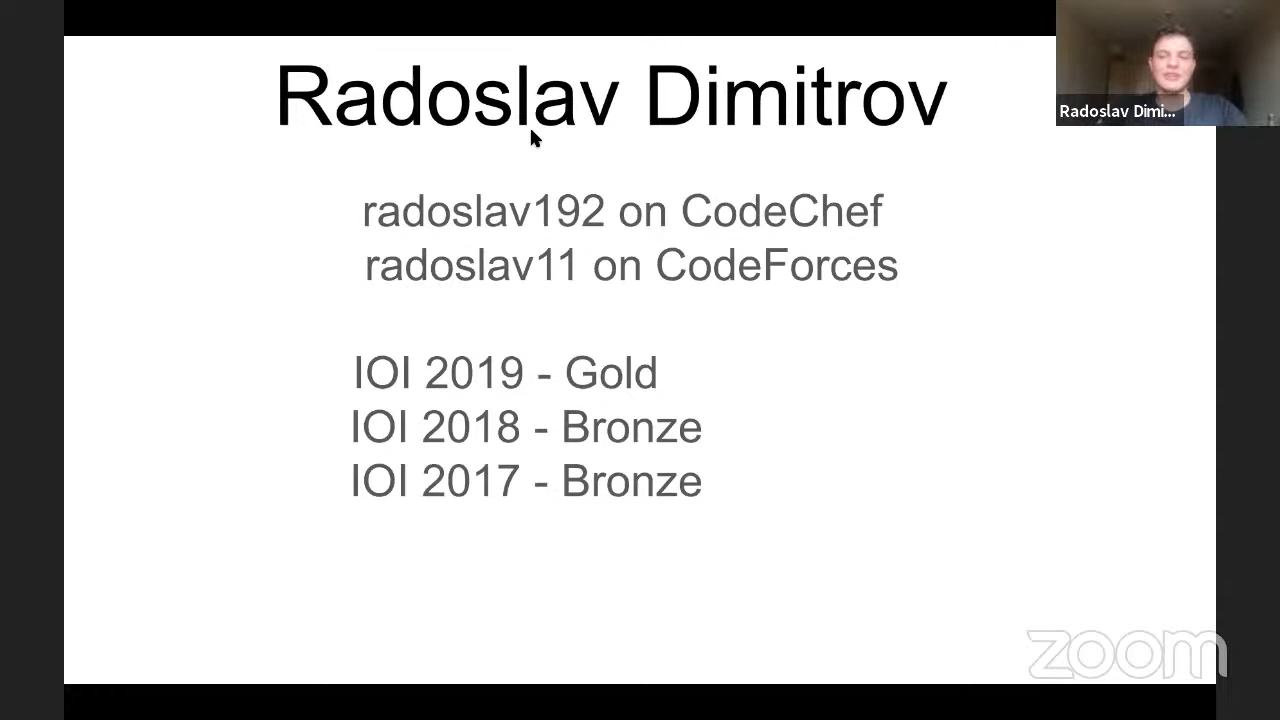 Radoslav Dimitrov
radoslav192 on CodeChef
radoslav11 on CodeForces
IOI 2019 - Gold
IOI 2018 - Bronze
IOI 2017 - Bronze
Radoslav Dimi...
zoom